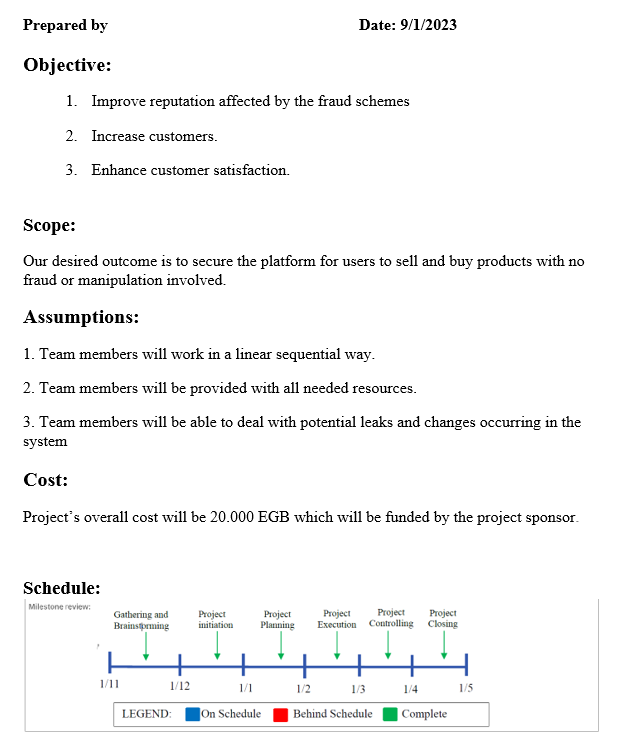 Prepared by Date: 9/1/2023
Objective:
1. Improve reputation affected by the fraud schemes
2. Increase customers.
3. Enhance customer satisfaction.
Scope:
Our desired outcome is to secure the platform for users to sell and buy products with no
fraud or manipulation involved.
Assumptions:
1. Team members will work in a linear sequential way.
2. Team members will be provided with all needed resources.
3. Team members will be able to deal with potential leaks and changes occurring in the
system
Cost:
Project’s overall cost will be 20.000 EGB which will be funded by the project sponsor.
Schedule:
Milestone review:
Gathering and Project Project Project Project Project
Brainstorming initiation Planning Execution Controlling Closing
1/11 1/12 1/1 1/2 1/3 1/4 1/5
LEGEND: On Schedule Behind Schedule Complete